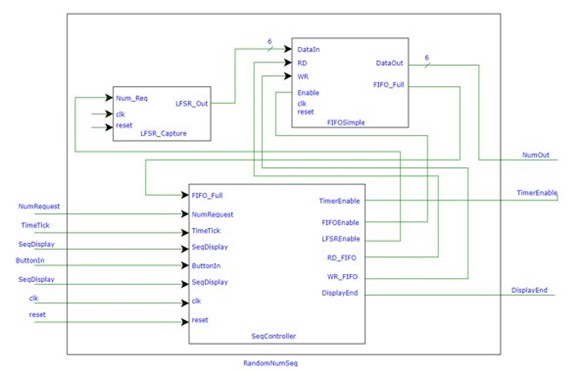 6
DataIn
RD
WR
Enable
clk
reset
DataOut
6
FIFO_Full
FIFOSimple
Num_Req
LFSR_Out
clk
reset
LFSR_Capture
NumOut
FIFO_Full
TimerEnable
TimerEnable
NumRequest
NumRequest
FIFOEnable
TimeTick
TimeTick
LFSREnable
SeqDisplay
SeqDisplay
RD_FIFO
ButtonIn
ButtonIn
WR_FIFO
SeqDisplay
SeqDisplay
DisplayEnd
DisplayEnd
clk
clk
reset
reset
SeqController
RandomNumSeq